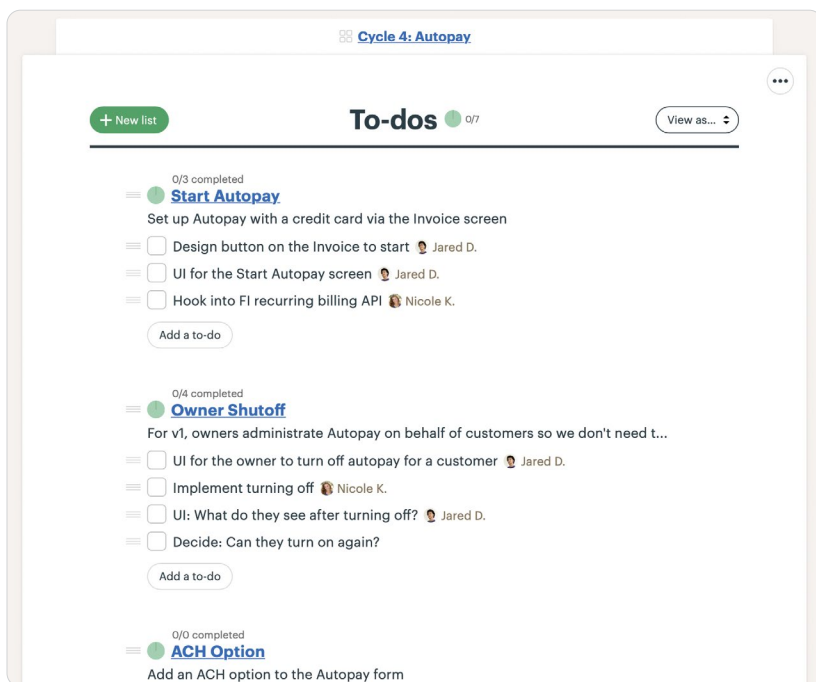 Cycle 4: Autopay
+ New list
To-dos 0/7
View as...
0/3 completed
Start Autopay
Set up Autopay with a credit card via the Invoice screen
Design button on the Invoice to start Jared D.
UI for the Start Autopay screen Jared D.
Hook into FI recurring billing API Nicole K.
Add a to-do
0/4 completed
Owner Shutoff
For v1, owners administrate Autopay on behalf of customers so we don't need t...
UI for the owner to turn off autopay for a customer Jared D.
Implement turning off Nicole K.
UI: What do they see after turning off? Jared D.
Decide: Can they turn on again?
Add a to-do
0/0 completed
ACH Option
Add an ACH option to the Autopay form